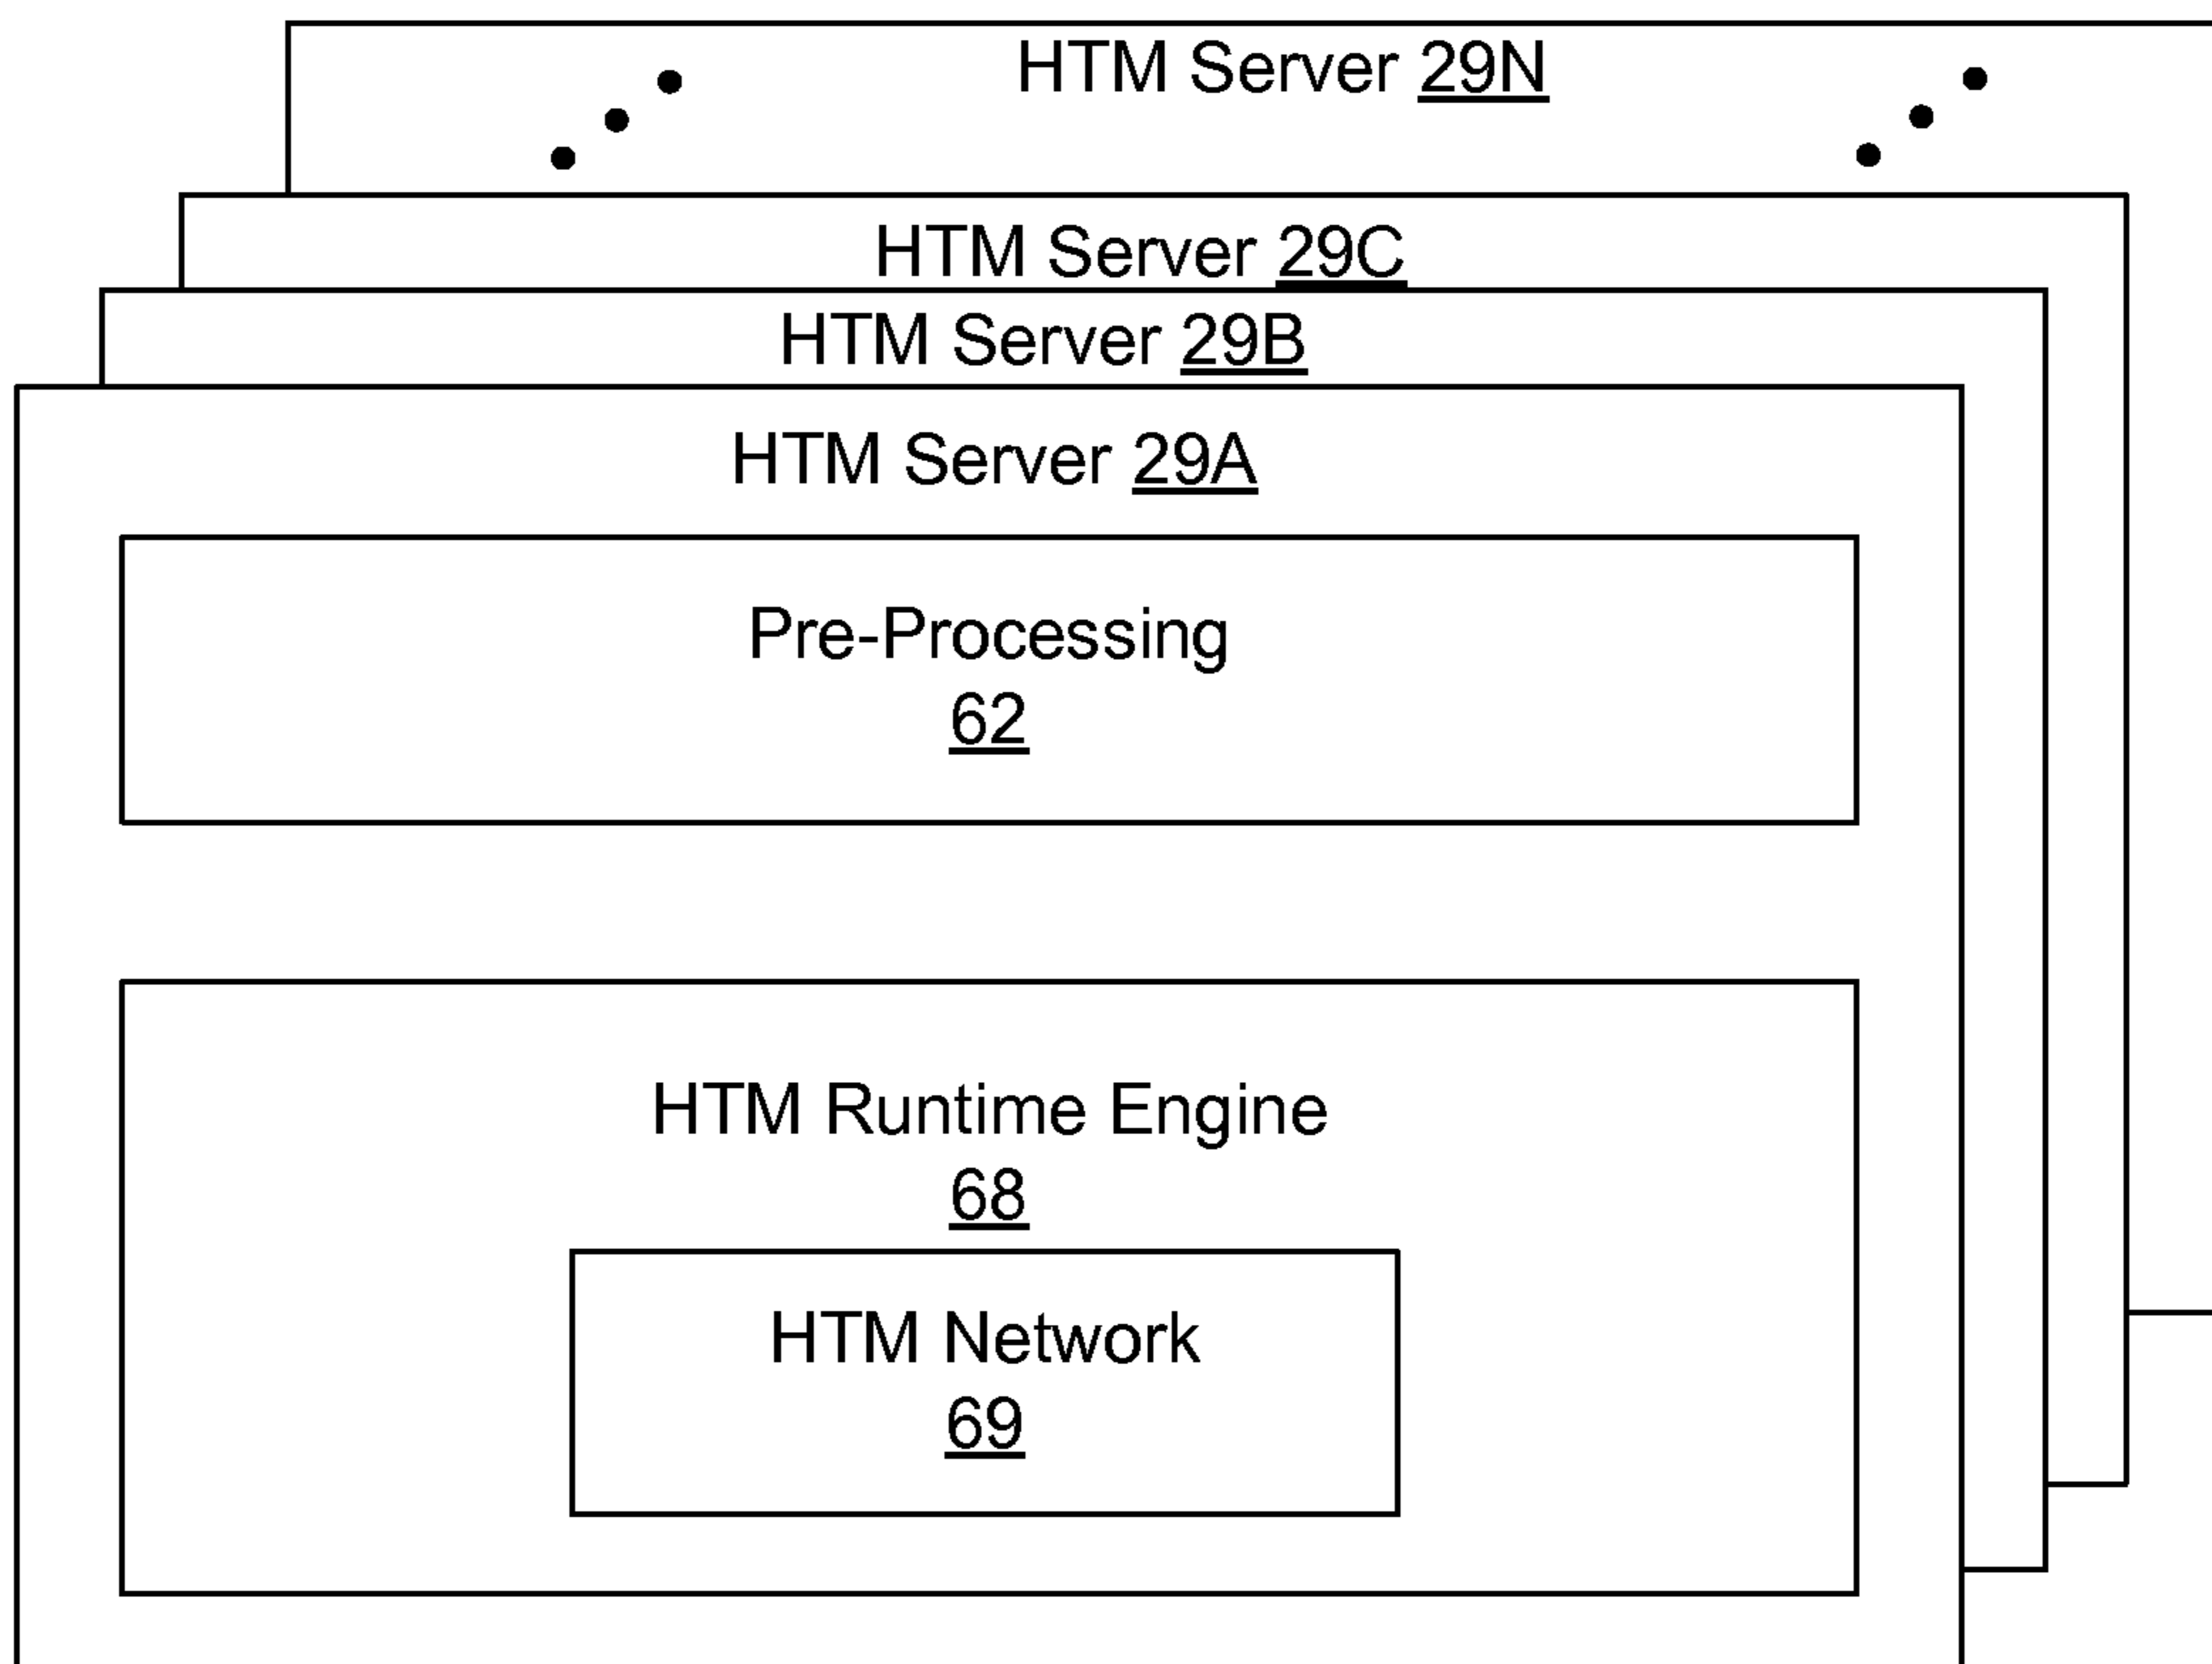 HTM Server 29N
HTM Server 29C
HTM Server 29B
HTM Server 29A
Pre-Processing
62
HTM Runtime Engine
68
HTM Network
69